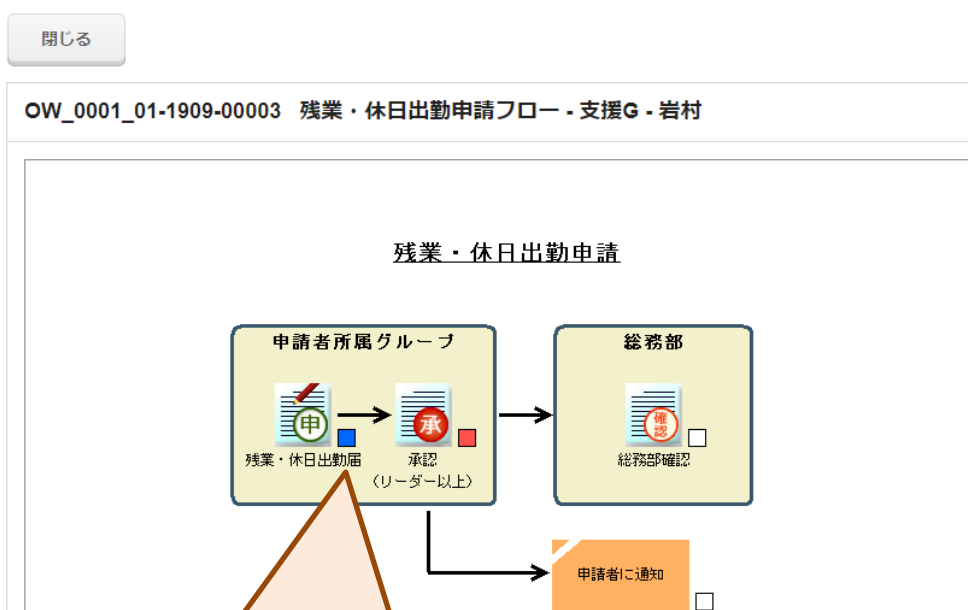 閉じる
OW_0001_01-1909-00003 残業・休日出勤申請フロー - 支援G - 岩村
残業・休日出勤申請
申請者所属グループ
総務部
申
承
確認
残業・休日出勤届
承認
(リーダー以上)
総務部確認
申請者に通知